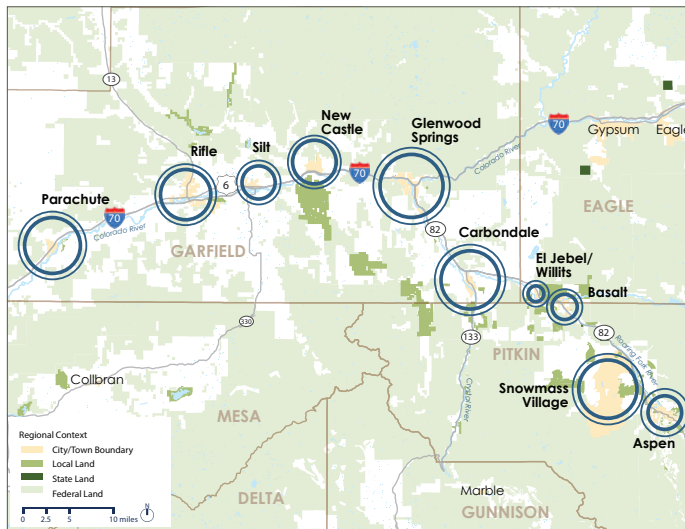 13
New
Castle
Glenwood
Springs
70
Gypsum
Eagle
Rifle
Silt
6
70
Colorado River
Parachute
70
Colorado River
GARFIELD
82
EAGLE
Carbondale
El Jebel/
Willits
Basalt
330
133
82
Roaring Fork River
PITKIN
Collbran
Crystal River
Snowmass
Village
MESA
Aspen
Regional Context
City/Town Boundary
Local Land
State Land
Federal Land
0 2.5 5 10 miles
N
DELTA
Marble
GUNNISON